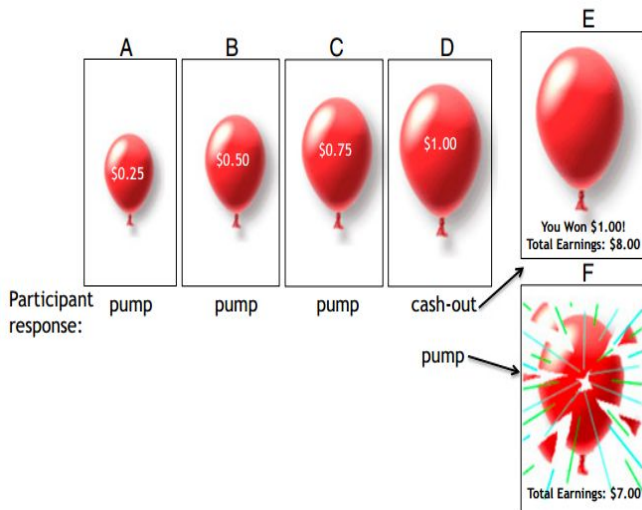 A
B
C
D
E
$0.25
$0.50
$0.75
$1.00
You Won $1.00!
Total Earnings: $8.00
F
Participant
response:
pump
pump
pump
cash-out
pump
Total Earnings: $7.00